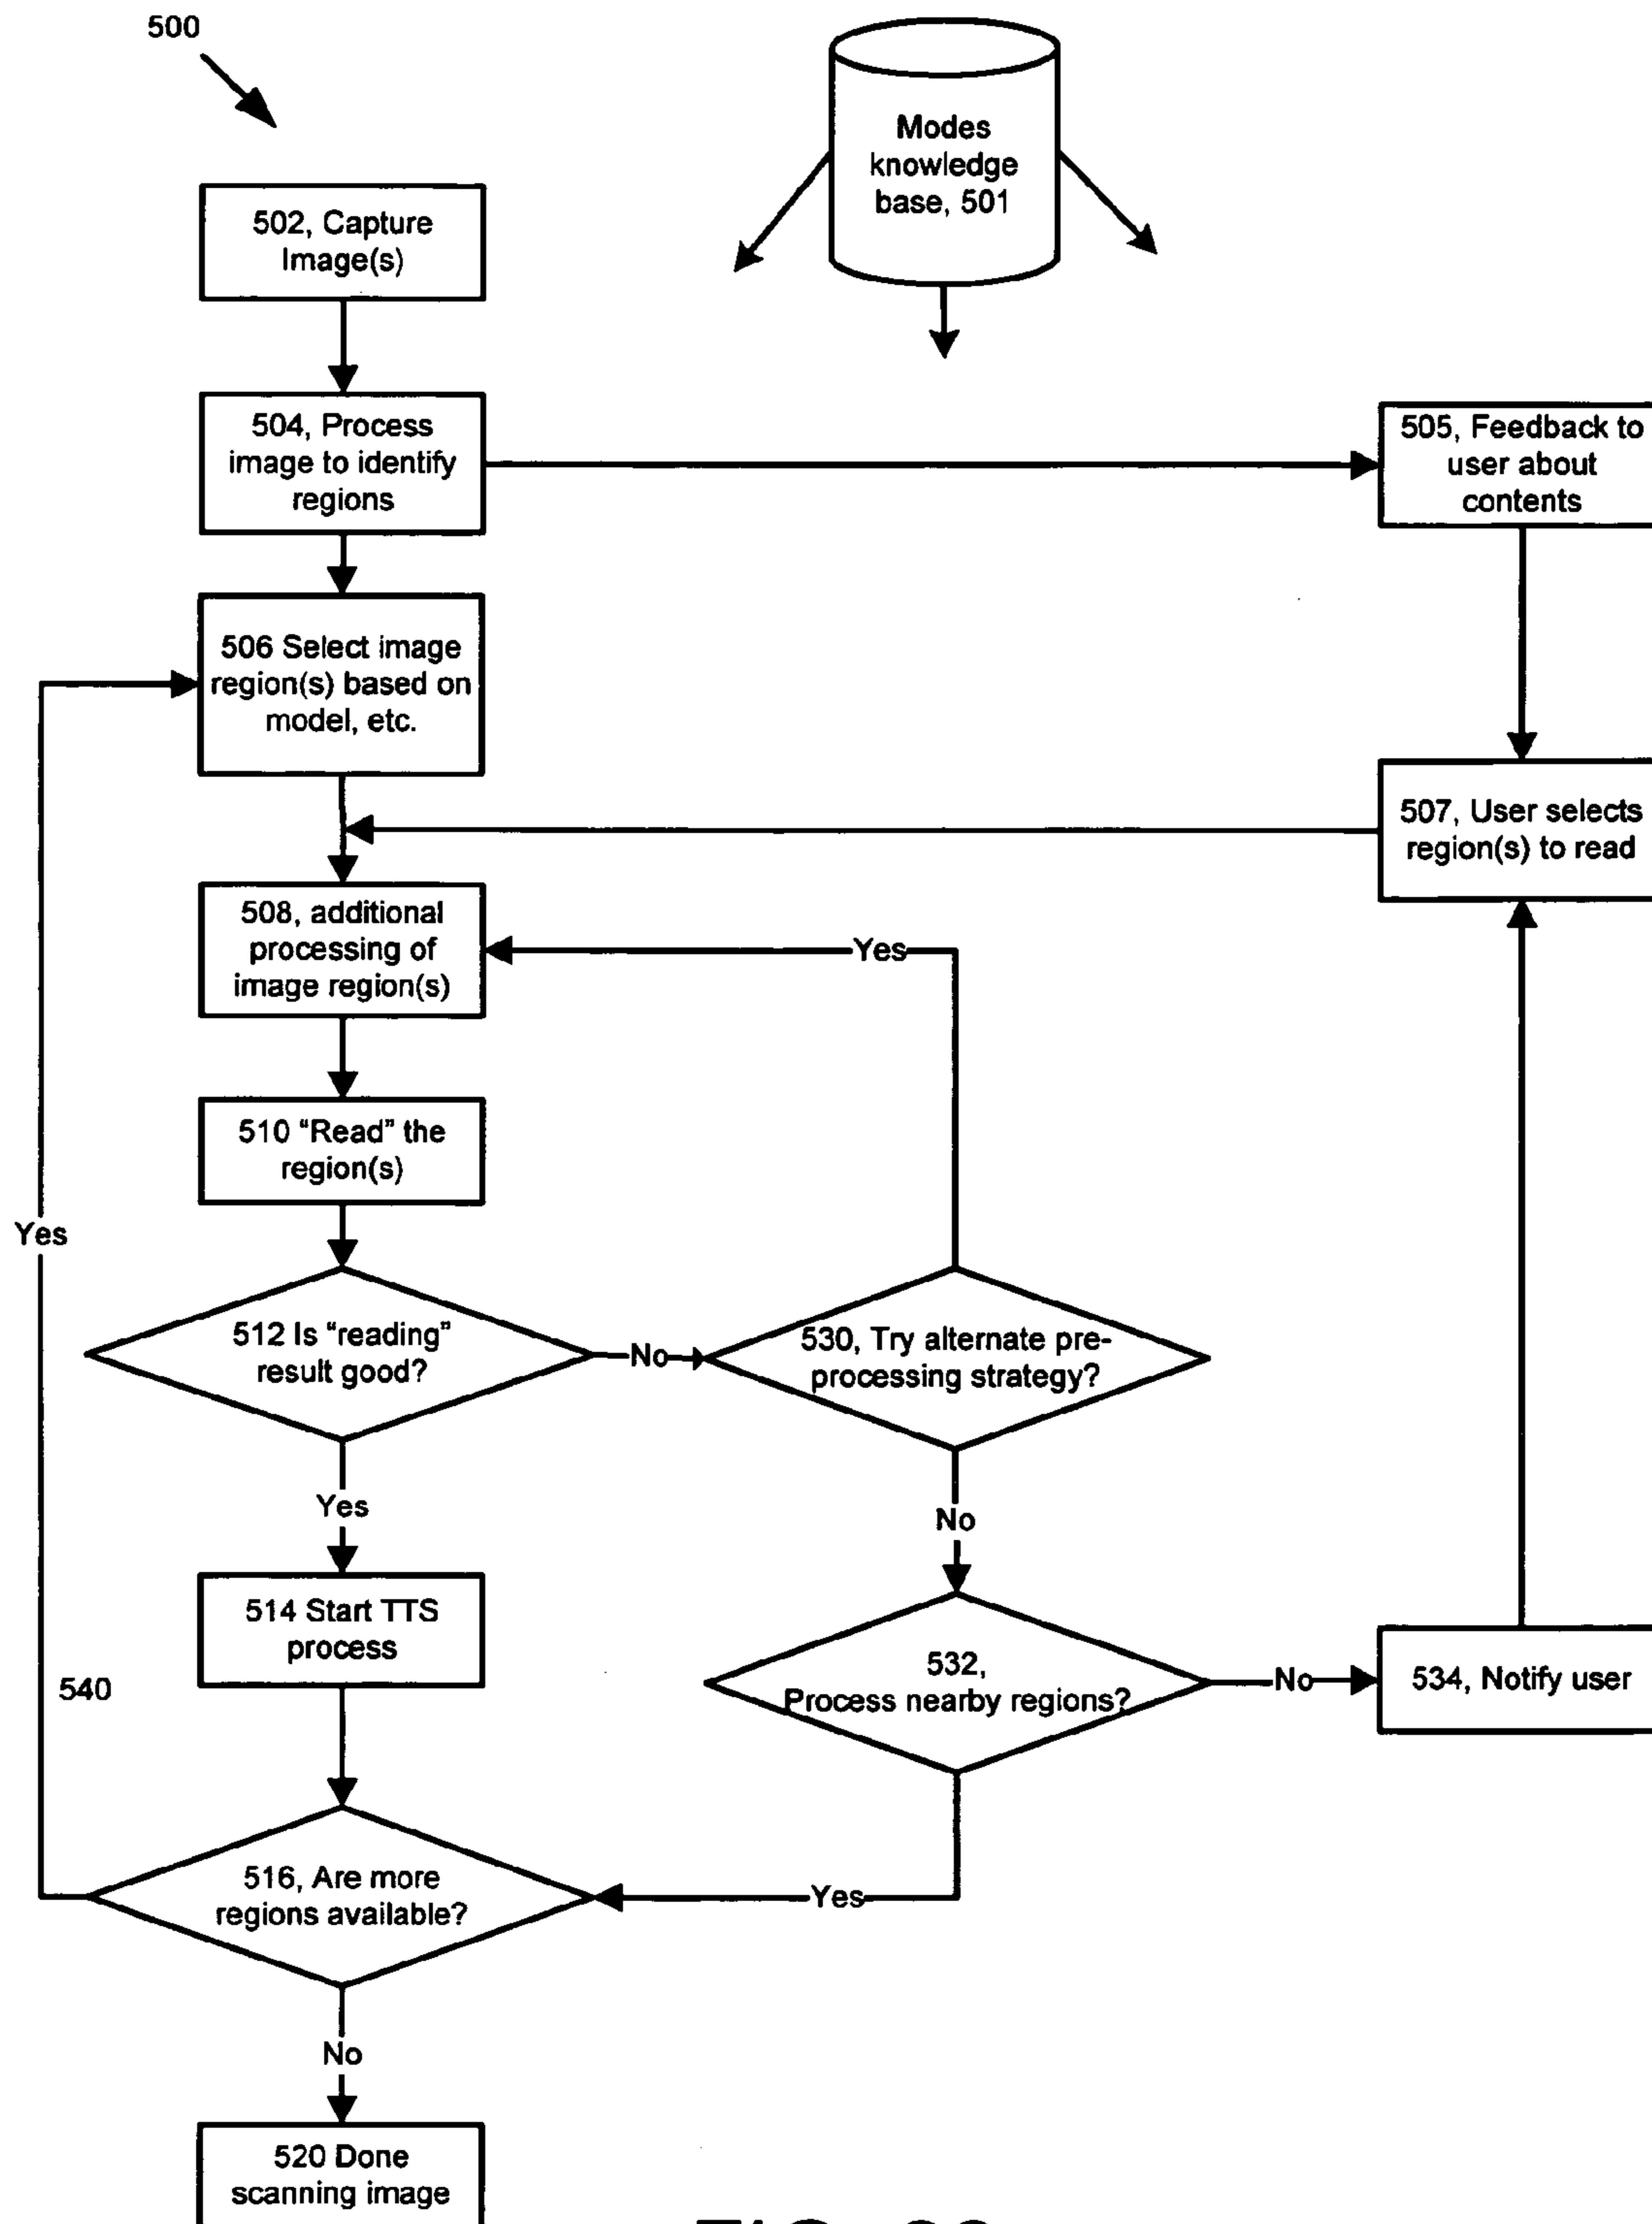 500
Modes
knowledge
base, 501
502, Capture
Image(s)
504, Process
image to identify
regions
505, Feedback to
user about
contents
506 Select image
region(s) based on
model, etc.
507, User selects
region(s) to read
508, additional
processing of
image region(s)
Yes
510 “Read” the
region(s)
Yes
512 Is “reading”
result good?
No
530, Try alternate pre-
processing strategy?
Yes
No
514 Start TTS
process
540
532,
Process nearby regions?
No
534, Notify user
516, Are more
regions available?
Yes
No
520 Done
scanning image